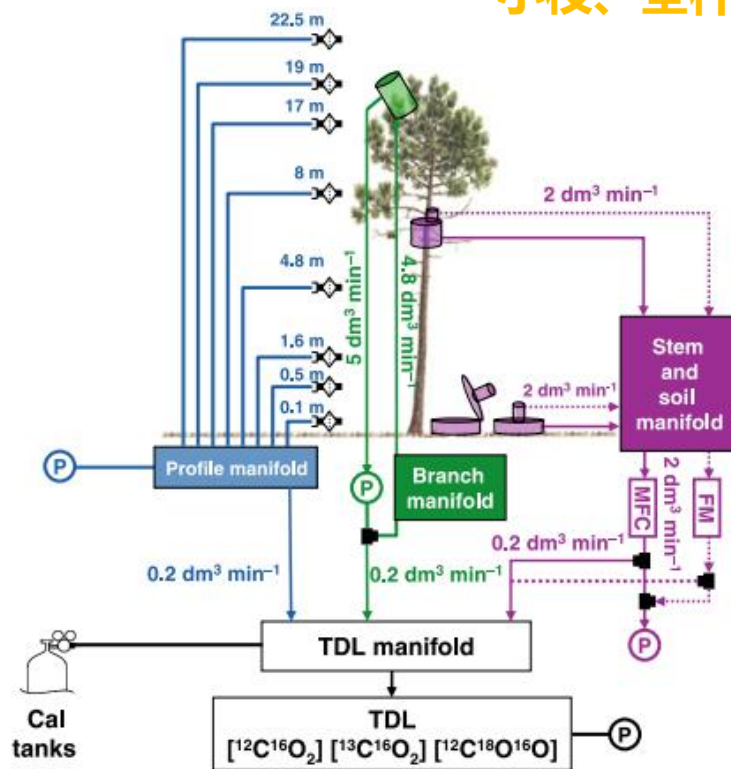 22.5 m
19 m
17 m
8 m
4.8 m
1.6 m
0.5 m
0.1 m
5 dm³ min⁻¹
4.8 dm³ min⁻¹
2 dm³ min⁻¹
2 dm³ min⁻¹
Stem
and
soil
manifold
P
Profile manifold
P
Branch
manifold
MFC
2 dm³ min⁻¹
FM
0.2 dm³ min⁻¹
0.2 dm³ min⁻¹
0.2 dm³ min⁻¹
P
TDL manifold
Cal
tanks
TDL
[¹²C¹⁶O₂] [¹³C¹⁶O₂] [¹²C¹⁸O¹⁶O]
P